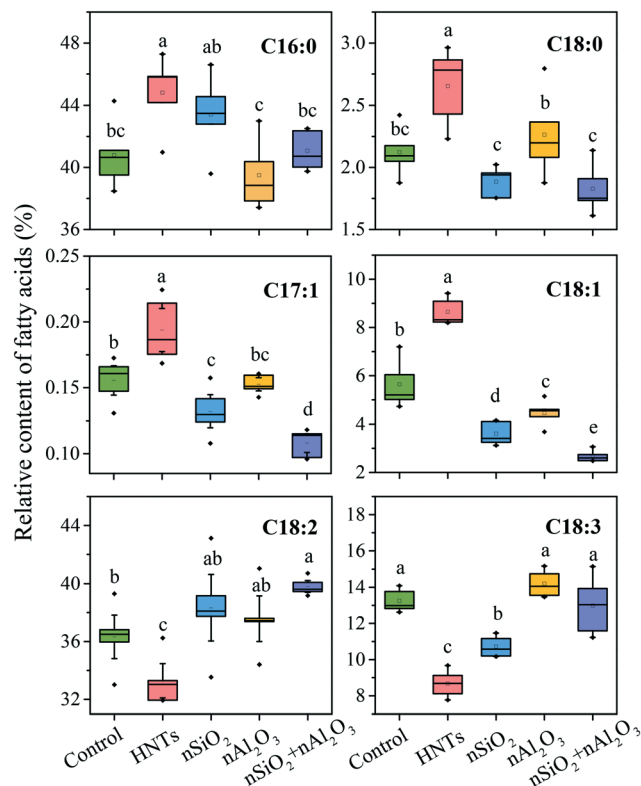 Relative content of fatty acids (%)
C16:0
48
44
40
36
bc
a
ab
c
bc
C18:0
3.0
2.5
2.0
1.5
bc
a
c
b
c
C17:1
0.25
0.20
0.15
0.10
b
a
c
bc
d
C18:1
10
8
6
4
2
b
a
d
c
e
C18:2
44
40
36
32
b
c
ab
ab
a
C18:3
18
16
14
12
10
8
a
c
b
a
a
Control
HNTs
nSiO₂
nAl₂O₃
nSiO₂+nAl₂O₃
Control
HNTs
nSiO₂
nAl₂O₃
nSiO₂+nAl₂O₃